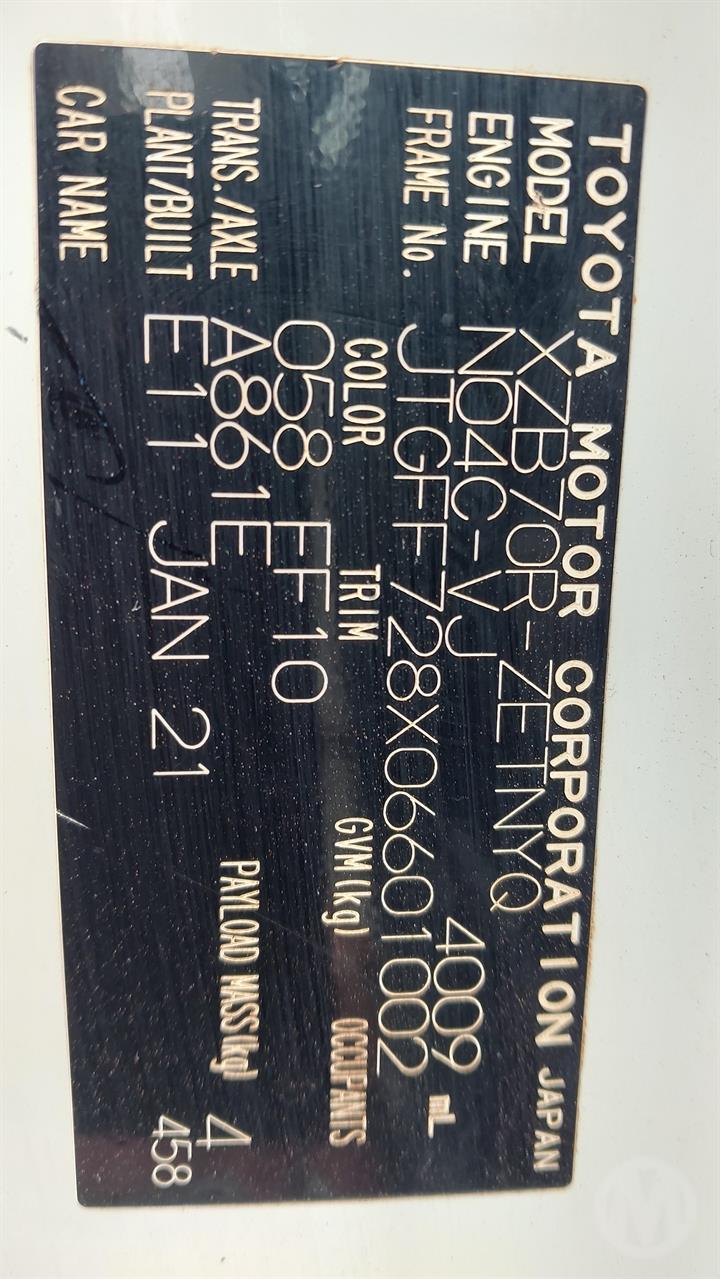 TOYOTA MOTOR CORPORATION JAPAN
MODEL XZB70R-ZETNYQ
ENGINE N04C-VJ 4009 mL
FRAME No. JTGFF728X06601002
COLOR TRIM GVM(kg) OCCUPANTS
058 FF10
TRANS./AXLE A861E PAYLOAD MASS(kg) 4
PLANT/BUILT E11 JAN 21 458
CAR NAME
M